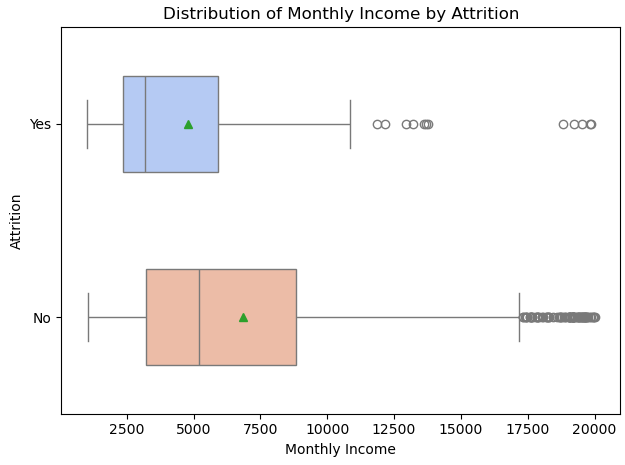 Distribution of Monthly Income by Attrition
Attrition
Yes
No
2500 5000 7500 10000 12500 15000 17500 20000
Monthly Income